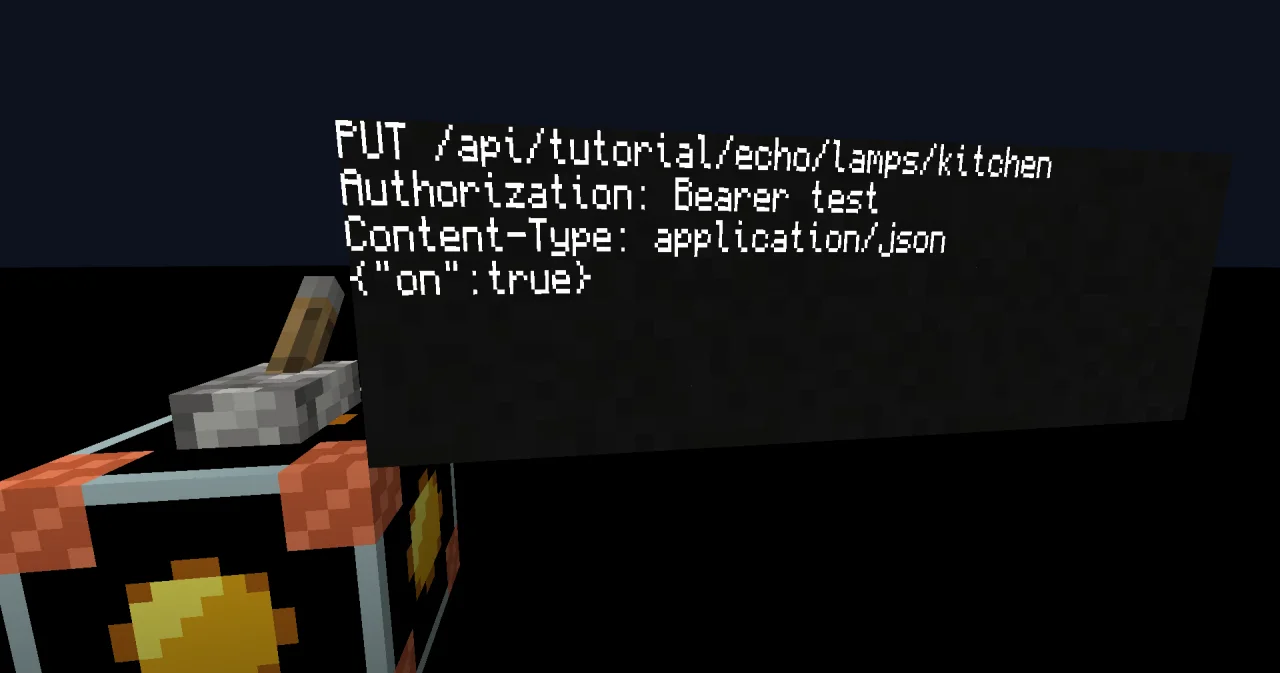 PUT /api/tutorial/echo/lamps/kitchen
Authorization: Bearer test
Content-Type: application/json
{"on":true}